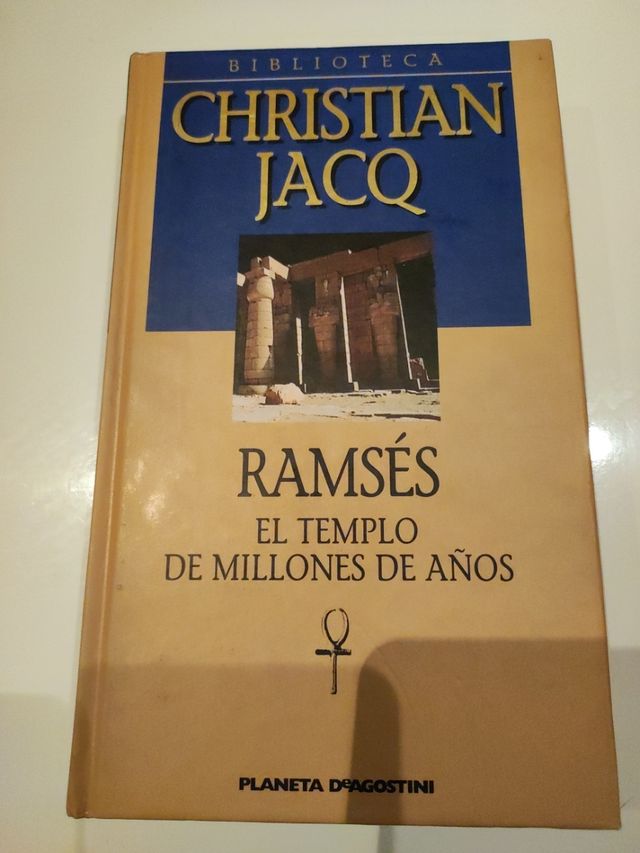 BIBLIOTECA
CHRISTIAN
JACQ
RAMSÉS
EL TEMPLO
DE MILLONES DE AÑOS
PLANETA DeAGOSTINI